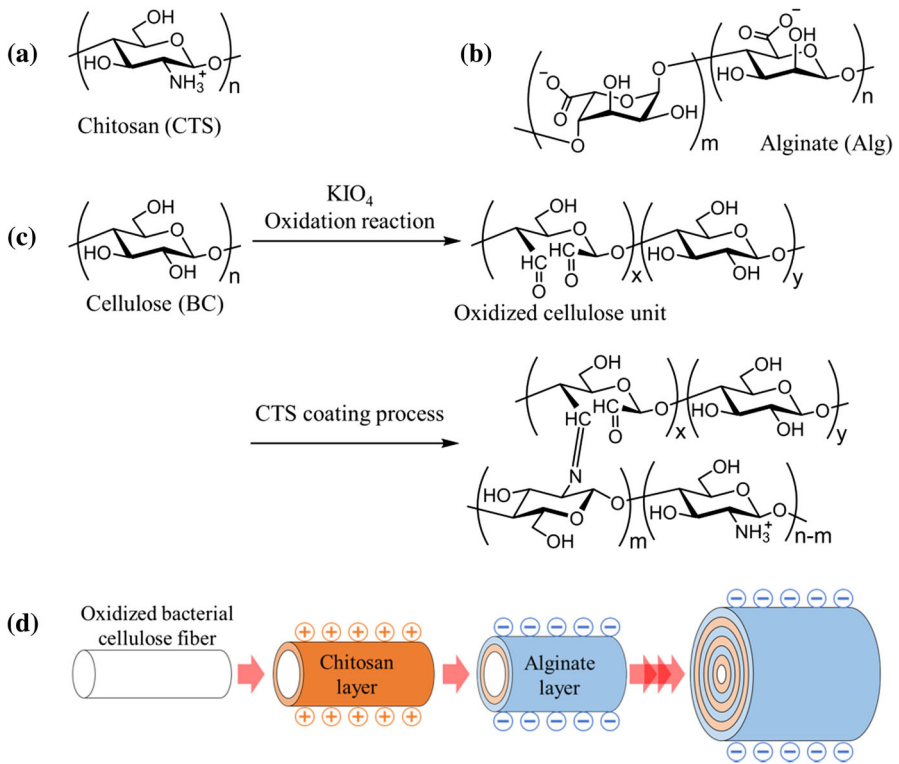 (a)
OH
O
HO
O
NH3+
n
Chitosan (CTS)
(b)
O−
O
OH
O
O
HO
O
n
−O
O
OH
O
OH
O
m
Alginate (Alg)
(c)
OH
O
HO
O
OH
n
Cellulose (BC)
KIO4
Oxidation reaction
OH
O
O
HC HC
O O
x
OH
O
HO
O
OH
y
Oxidized cellulose unit
CTS coating process
OH
O
O
HC HC
O
x
OH
O
HO
O
OH
y
N
HO
O
O
OH
m
OH
O
HO
O
NH3+
n-m
(d)
Oxidized bacterial
cellulose fiber
+ + + + +
Chitosan
layer
+ + + + +
− − − − −
Alginate
layer
− − − − −
− − − − −
− − − − −